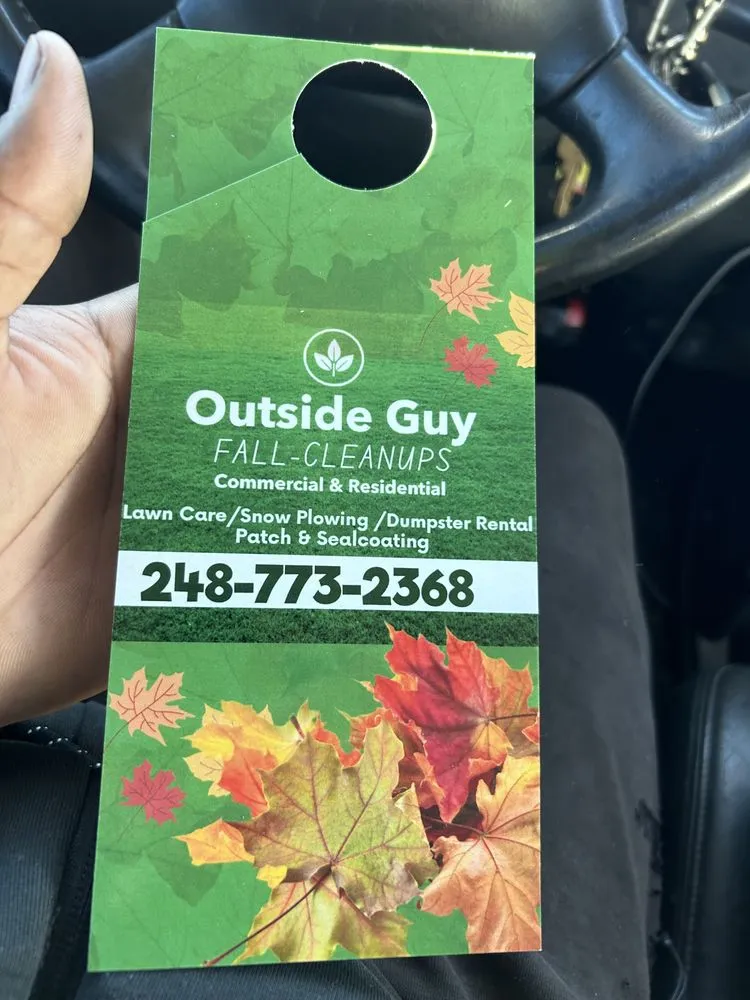 Outside Guy
FALL-CLEANUPS
Commercial & Residential
Lawn Care/Snow Plowing /Dumpster Rental
Patch & Sealcoating
248-773-2368